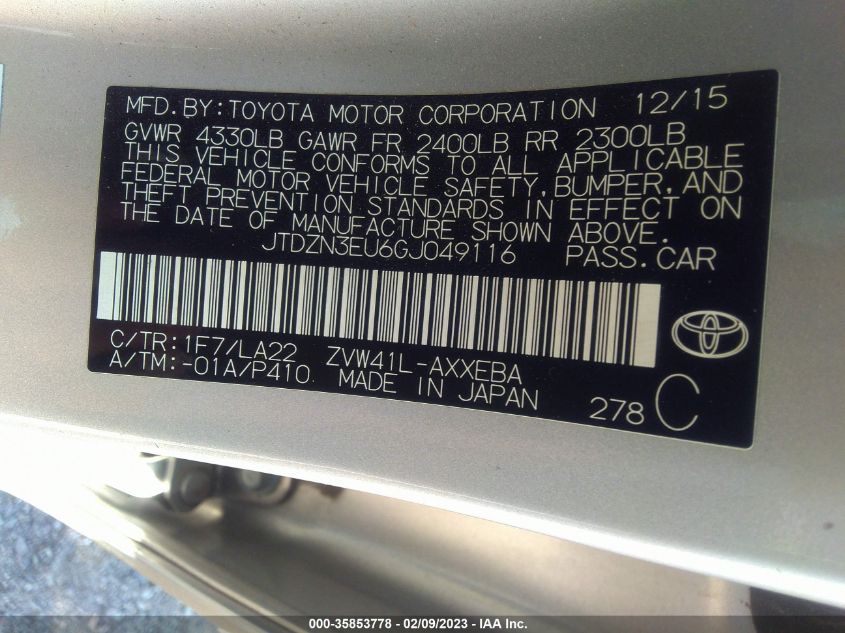 MFD.BY:TOYOTA MOTOR CORPORATION 12/15
GVWR 4330LB GAWR FR 2400LB RR 2300LB
THIS VEHICLE CONFORMS TO ALL APPLICABLE
FEDERAL MOTOR VEHICLE SAFETY,BUMPER,AND
THEFT PREVENTION STANDARDS IN EFFECT ON
THE DATE OF MANUFACTURE SHOWN ABOVE.
JTDZN3EU6GJ049116 PASS.CAR
C/TR:1F7/LA22 ZVW41L-AXXEBA
A/TM:-01A/P410 MADE IN JAPAN
278 C
000-35853778 - 02/09/2023 - IAA Inc.